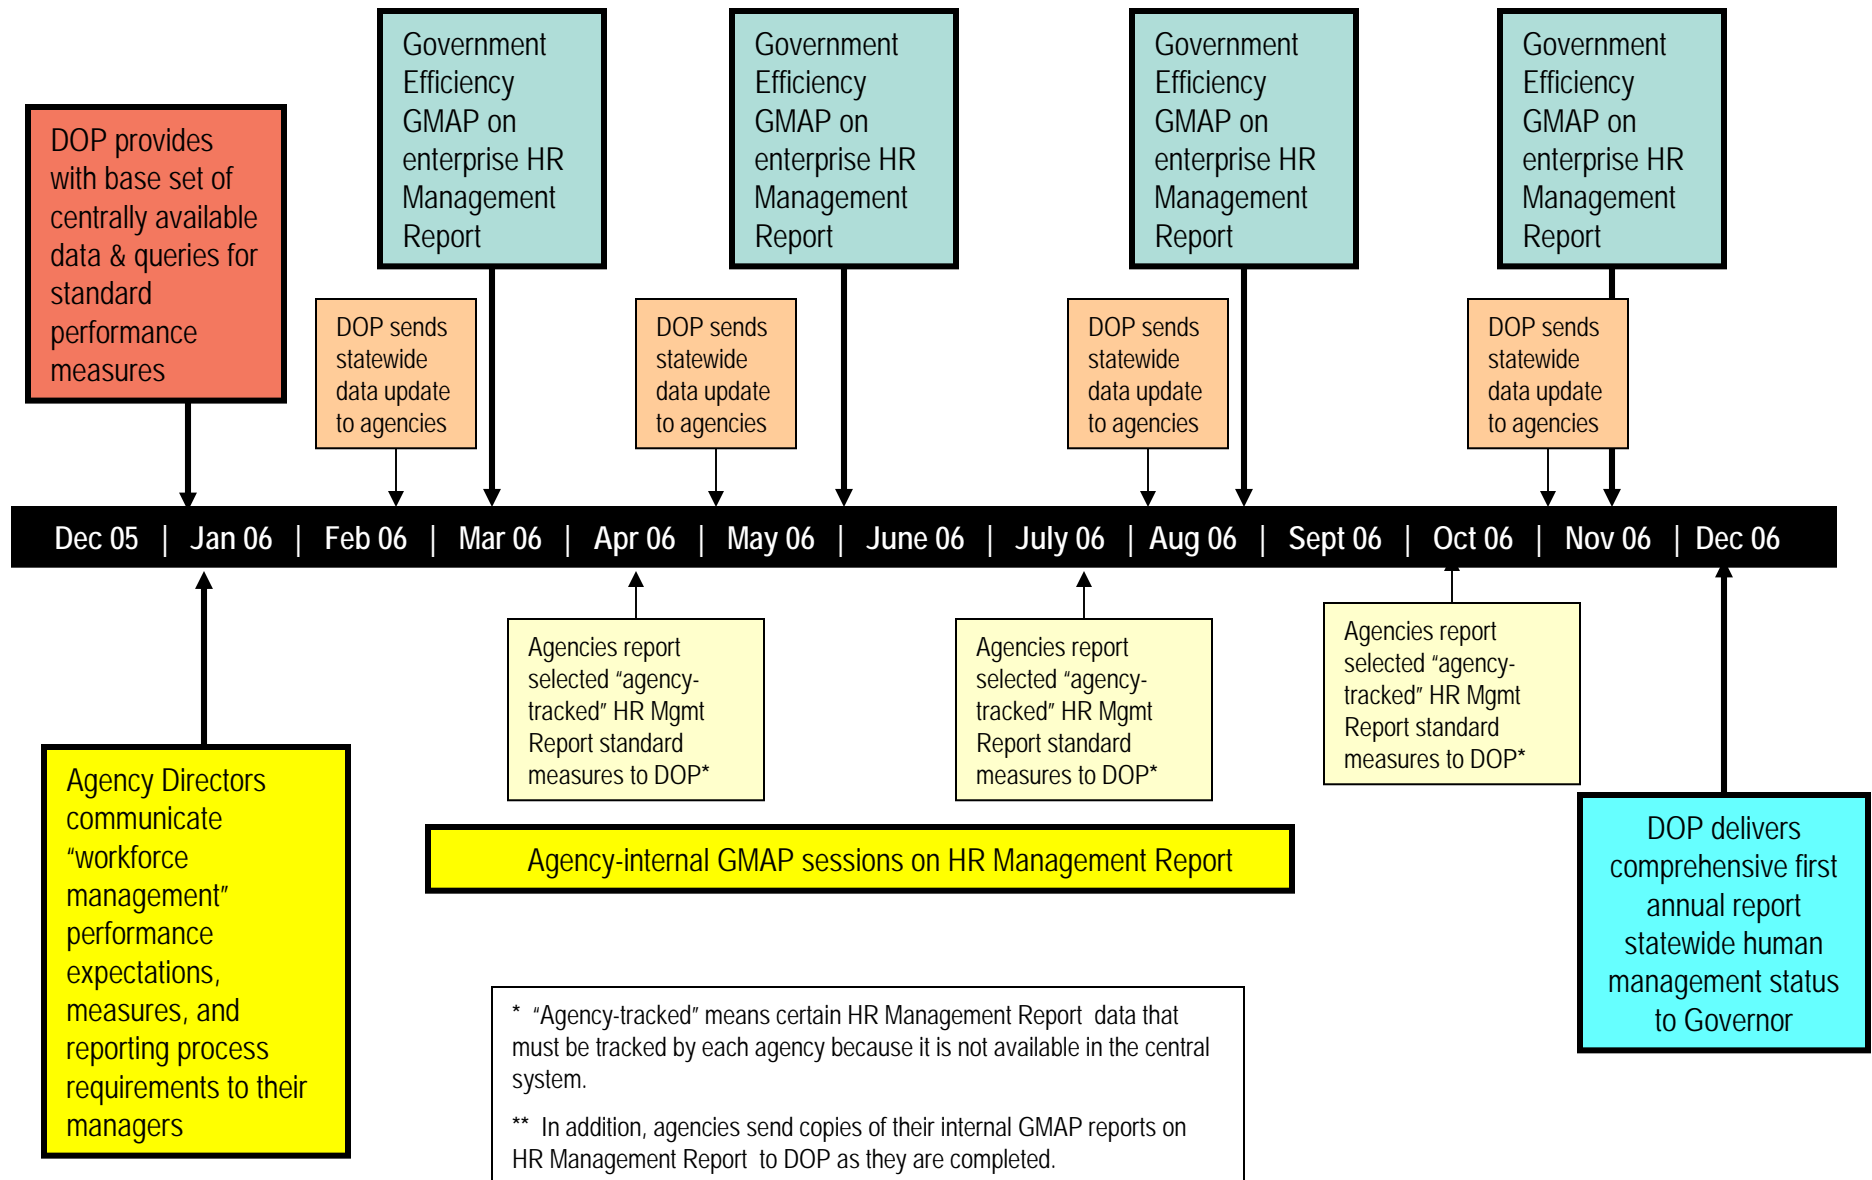 Government
Efficiency
GMAP on
enterprise HR
Management
Report
Government
Efficiency
GMAP on
enterprise HR
Management
Report
Government
Efficiency
GMAP on
enterprise HR
Management
Report
Government
Efficiency
GMAP on
enterprise HR
Management
Report
DOP provides
with base set of
centrally available
data & queries for
standard
performance
measures
DOP sends
statewide
data update
to agencies
DOP sends
statewide
data update
to agencies
DOP sends
statewide
data update
to agencies
DOP sends
statewide
data update
to agencies
Dec 05 | Jan 06 | Feb 06 | Mar 06 | Apr 06 | May 06 | June 06 | July 06 | Aug 06 | Sept 06 | Oct 06 | Nov 06 | Dec 06
Agency Directors
communicate
“workforce
management”
performance
expectations,
measures, and
reporting process
requirements to their
managers
Agencies report
selected “agency-
tracked” HR Mgmt
Report standard
measures to DOP*
Agencies report
selected “agency-
tracked” HR Mgmt
Report standard
measures to DOP*
Agencies report
selected “agency-
tracked” HR Mgmt
Report standard
measures to DOP*
Agency-internal GMAP sessions on HR Management Report
DOP delivers
comprehensive first
annual report
statewide human
management status
to Governor
* “Agency-tracked” means certain HR Management Report data that
must be tracked by each agency because it is not available in the central
system.
** In addition, agencies send copies of their internal GMAP reports on
HR Management Report to DOP as they are completed.